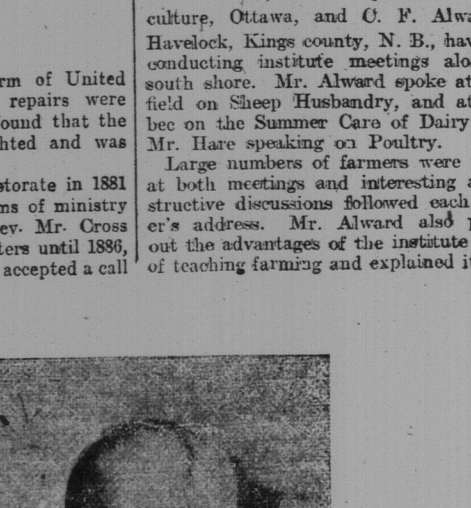 rm of United
repairs were
ound that the
hted and was
torate in 1881
ms of ministry
ev. Mr. Cross
ters until 1886,
accepted a call
culture, Ottawa, and O. F. Alwa
Havelock, Kings county, N. B., hav
conducting institute meetings alo
south shore. Mr. Alward spoke at
field on Sheep Husbandry, and at
bec on the Summer Care of Dairy
Mr. Hare speaking on Poultry.
Large numbers of farmers were
at both meetings and interesting a
structive discussions followed each
er's address. Mr. Alward also p
out the advantages of the institute
of teaching farming and explained it